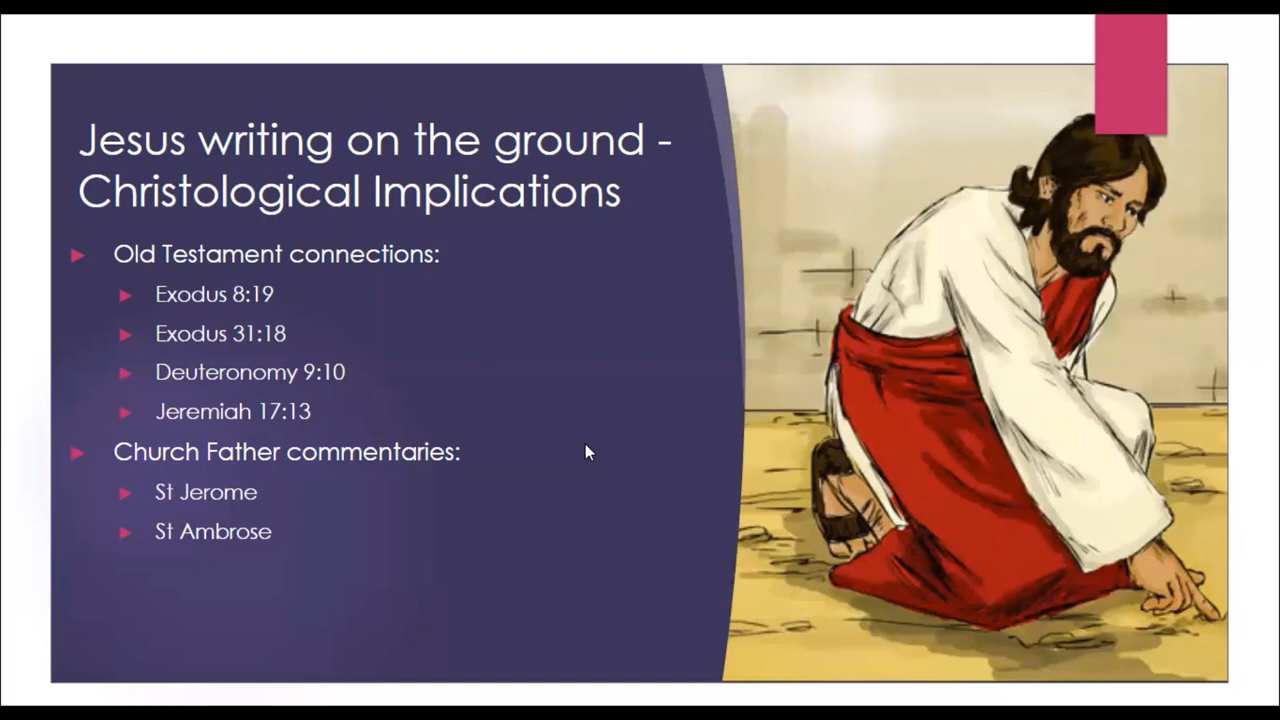 Jesus writing on the ground -
Christological Implications
Old Testament connections:
Exodus 8:19
Exodus 31:18
Deuteronomy 9:10
Jeremiah 17:13
Church Father commentaries:
St Jerome
St Ambrose